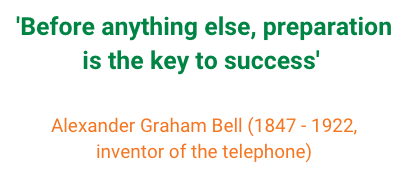 'Before anything else, preparation
is the key to success'
Alexander Graham Bell (1847 - 1922,
inventor of the telephone)